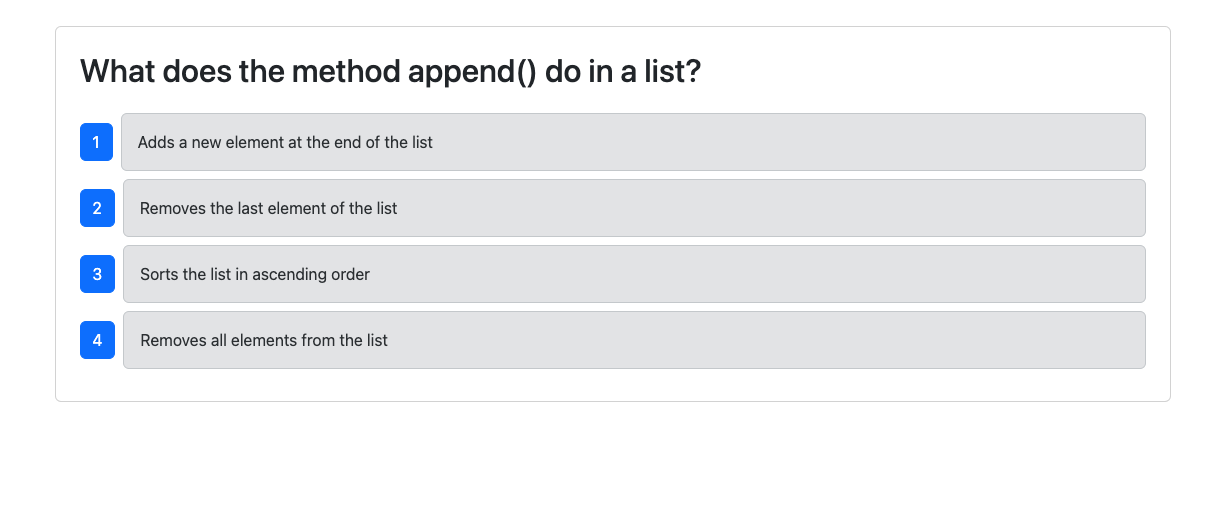 What does the method append() do in a list?
1 Adds a new element at the end of the list
2 Removes the last element of the list
3 Sorts the list in ascending order
4 Removes all elements from the list